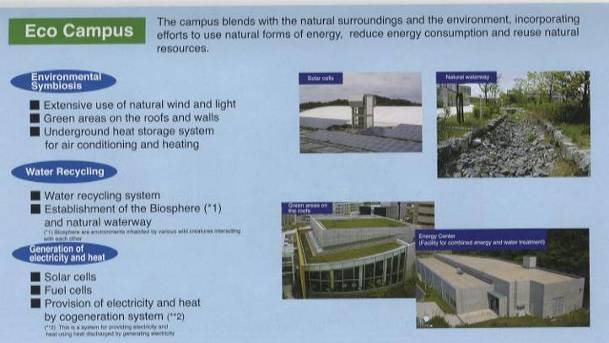 Eco Campus
The campus blends with the natural surroundings and the environment, incorporating
efforts to use natural forms of energy, reduce energy consumption and reuse natural
resources.
Environmental
Symbiosis
■ Extensive use of natural wind and light
■ Green areas on the roofs and walls
■ Underground heat storage system
for air conditioning and heating
Water Recycling
■ Water recycling system
■ Establishment of the Biosphere (*1)
and natural waterway
(*1) Biosphere are environments inhabited by various wild creatures interacting
with each other
Generation of
electricity and heat
■ Solar cells
■ Fuel cells
■ Provision of electricity and heat
by cogeneration system (**2)
(**2) This is a system for providing electricity and
heat using heat discharged by generating electricity
Solar cells
Natural waterway
Green areas on
the roofs
Energy Center
(Facility for combined energy and water treatment)